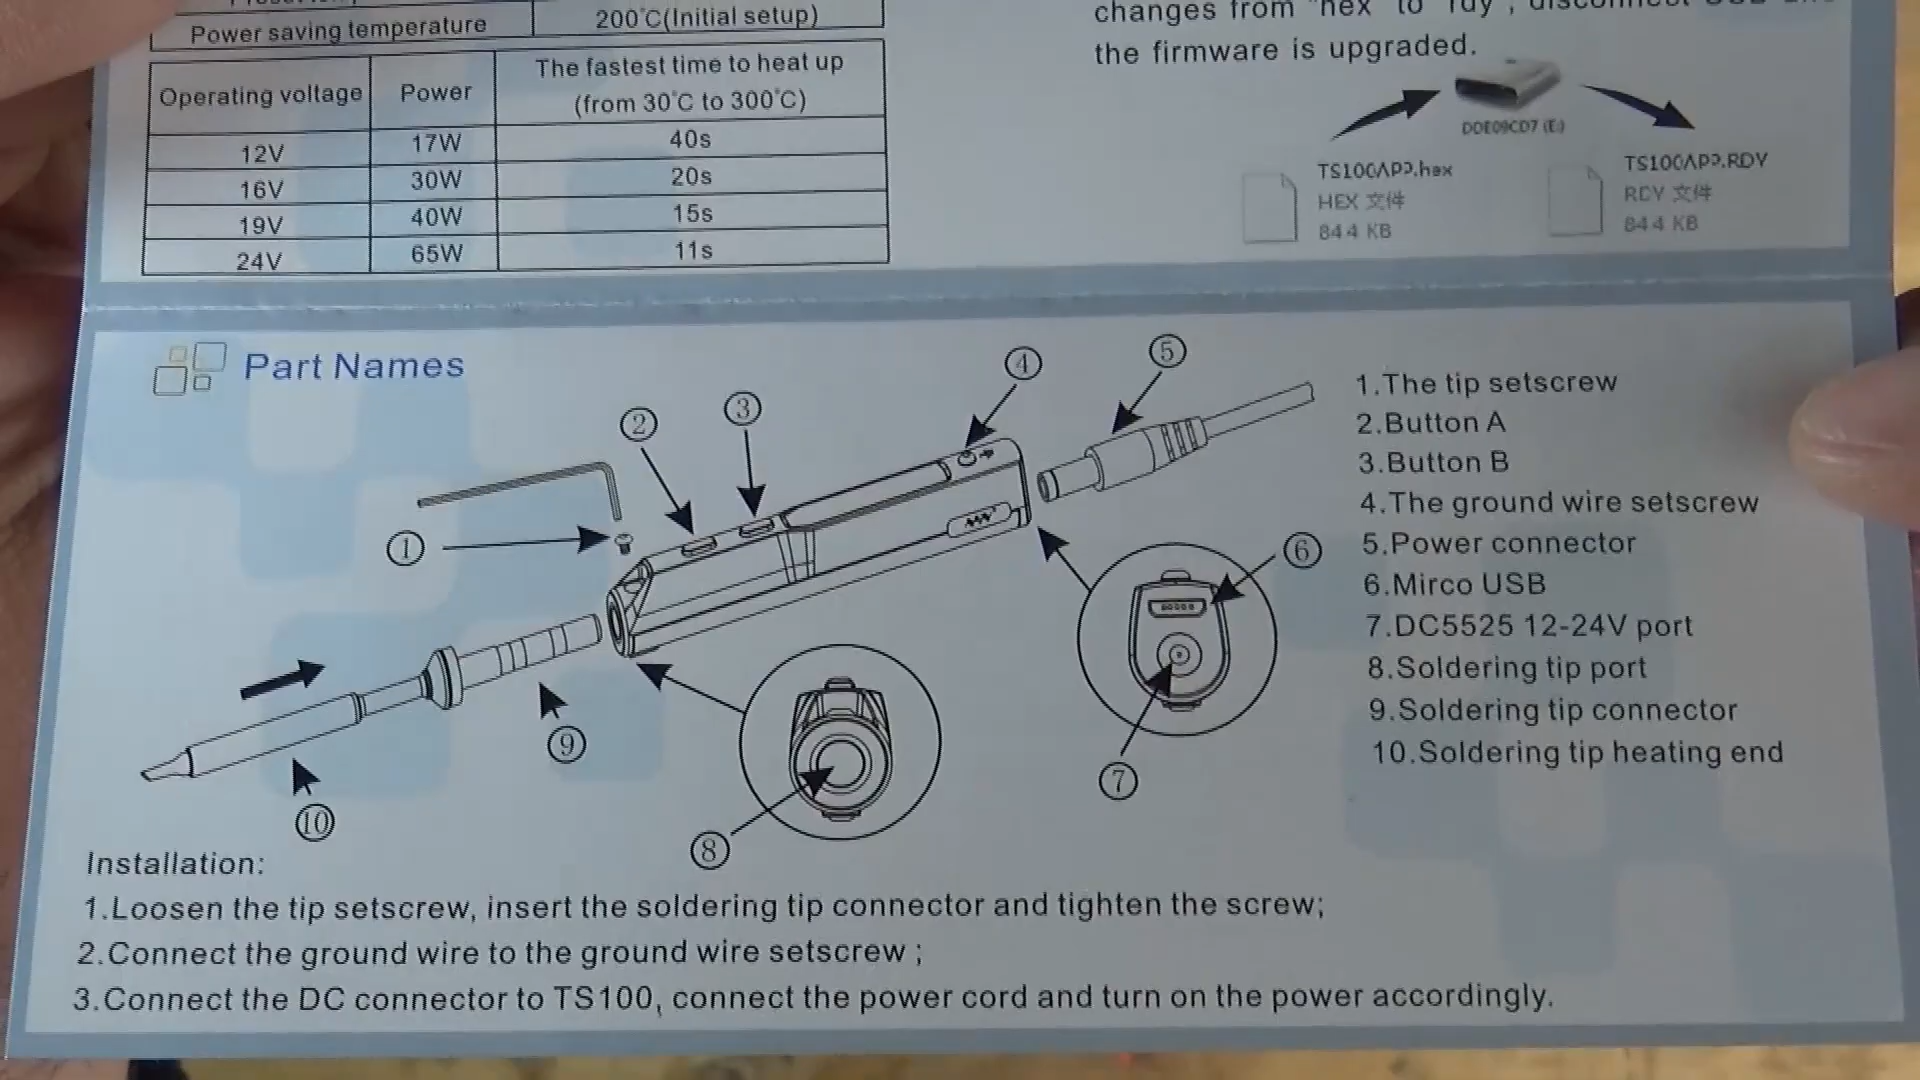 Power saving temperature 200°C(Initial setup)
Operating voltage Power The fastest time to heat up
(from 30°C to 300°C)
12V 17W 40s
16V 30W 20s
19V 40W 15s
24V 65W 11s
changes from "hex" to "rdy",
the firmware is upgraded.
HEX 文件
844 KB
844 KB
Part Names
1
2
3
4
5
6
7
8
9
10
1.The tip setscrew
2.Button A
3.Button B
4.The ground wire setscrew
5.Power connector
6.Mirco USB
7.DC5525 12-24V port
8.Soldering tip port
9.Soldering tip connector
10.Soldering tip heating end
Installation:
1.Loosen the tip setscrew, insert the soldering tip connector and tighten the screw;
2.Connect the ground wire to the ground wire setscrew ;
3.Connect the DC connector to TS100, connect the power cord and turn on the power accordingly.